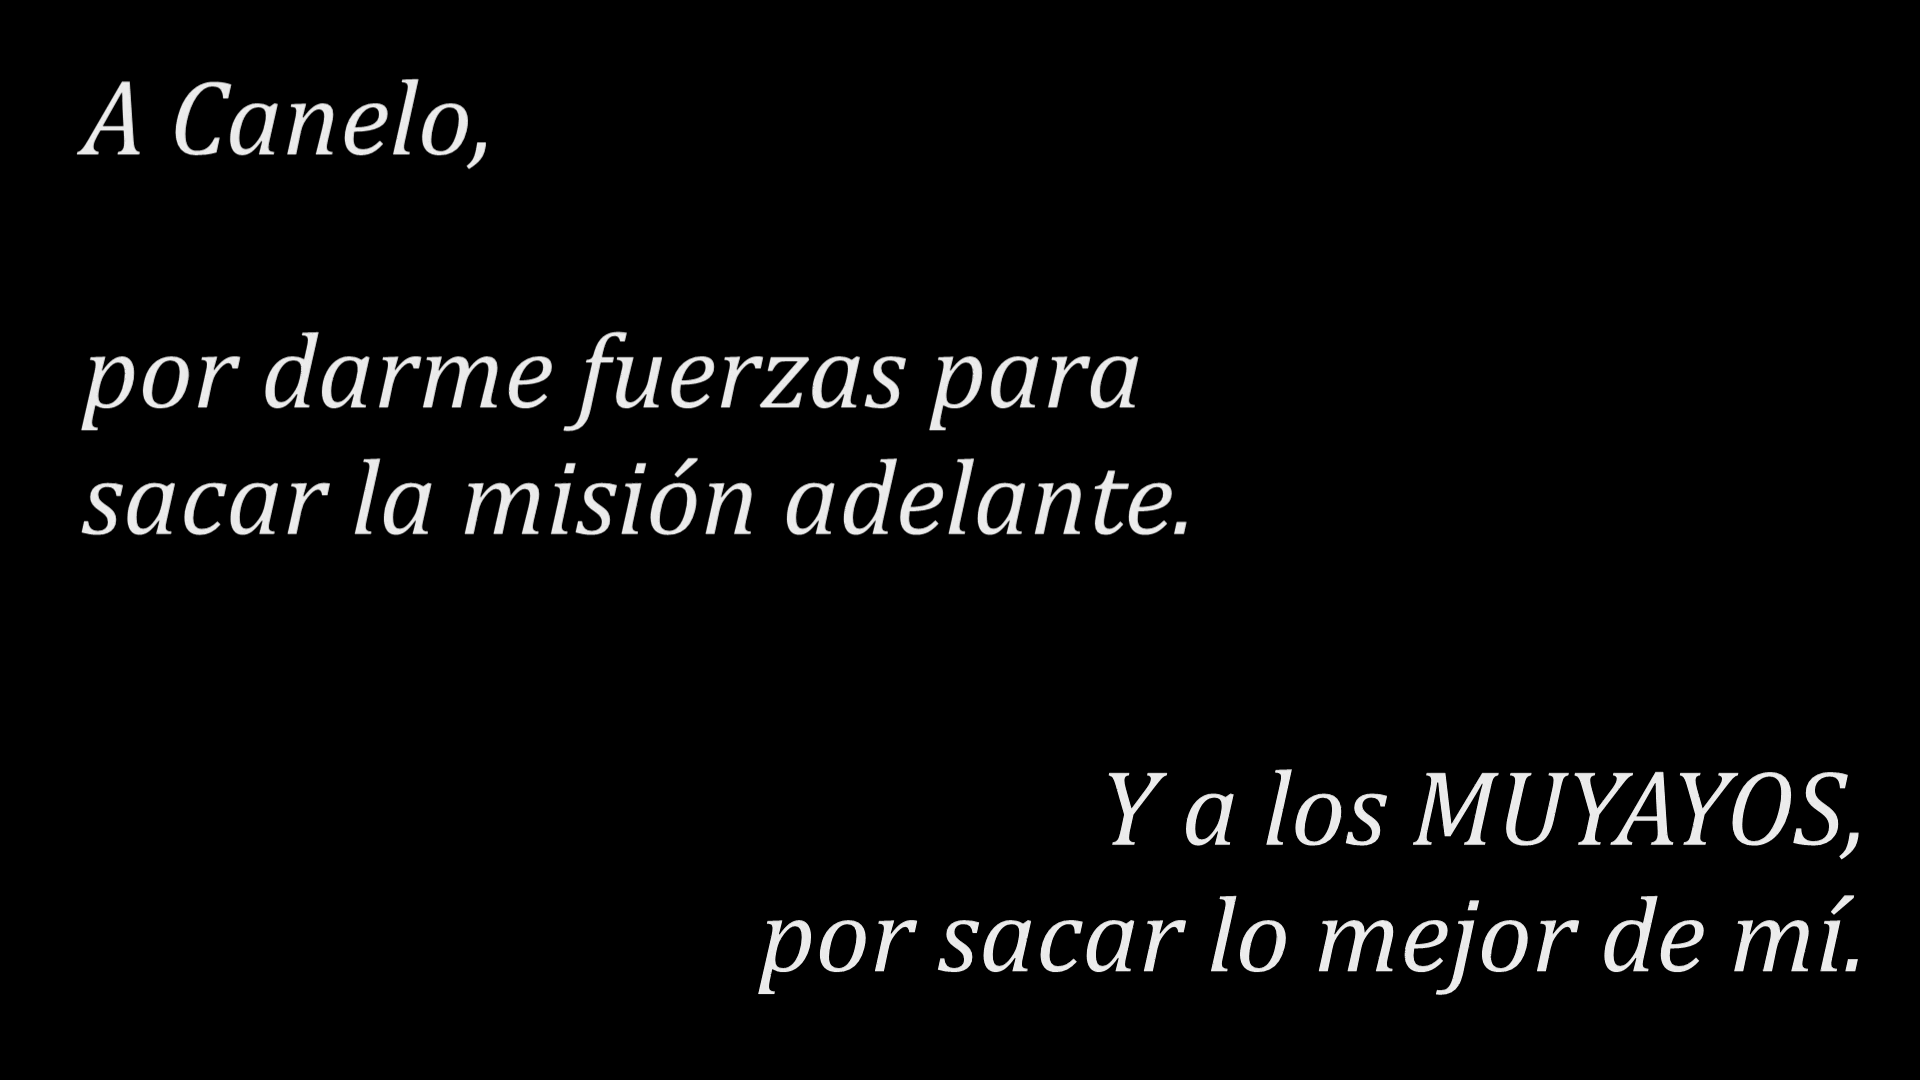 A Canelo,
por darme fuerzas para
sacar la misión adelante.
Y a los MUYAYOS,
por sacar lo mejor de mí.